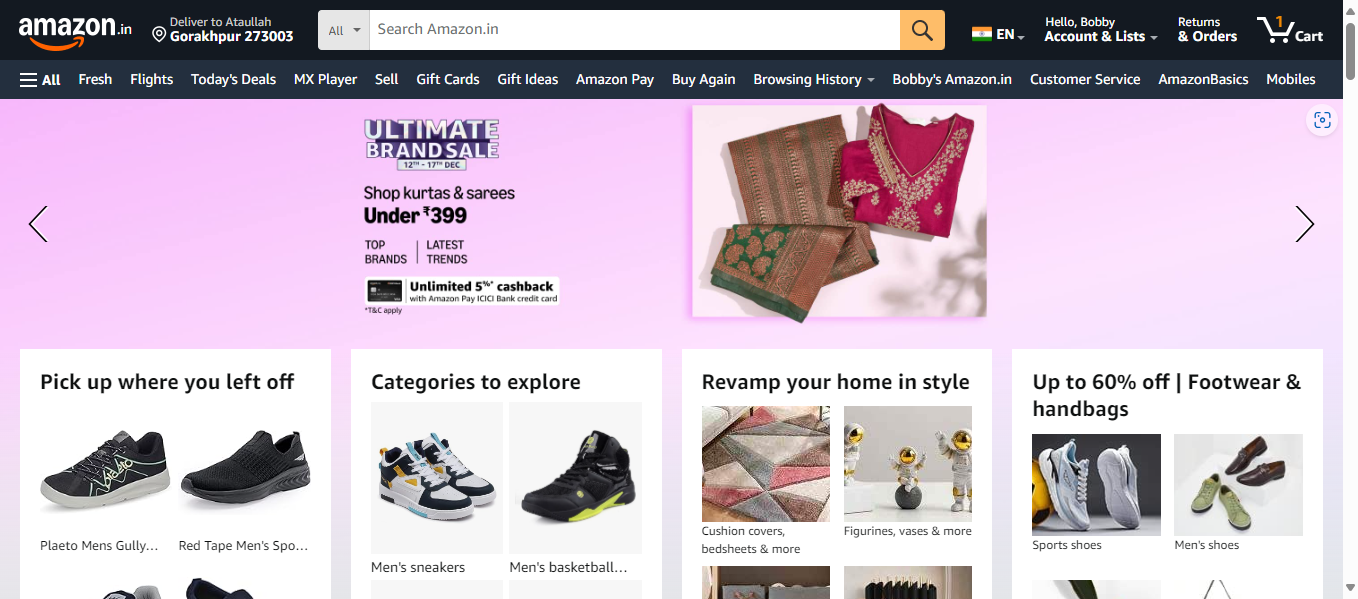 amazon.in
Deliver to Ataullah
Gorakhpur 273003
All
Search Amazon.in
EN
Hello, Bobby
Account & Lists
Returns
& Orders
1
Cart
All
Fresh
Flights
Today's Deals
MX Player
Sell
Gift Cards
Gift Ideas
Amazon Pay
Buy Again
Browsing History
Bobby's Amazon.in
Customer Service
AmazonBasics
Mobiles
ULTIMATE
BRAND SALE
12TH - 17TH DEC
Shop kurtas & sarees
Under ₹399
TOP
BRANDS
LATEST
TRENDS
Unlimited 5%* cashback
with Amazon Pay ICICI Bank credit card
*T&C apply
Pick up where you left off
Plaeto Mens Gully…
Red Tape Men's Spo…
Categories to explore
Men's sneakers
Men's basketball…
Revamp your home in style
Cushion covers,
bedsheets & more
Figurines, vases & more
Up to 60% off | Footwear &
handbags
Sports shoes
Men's shoes